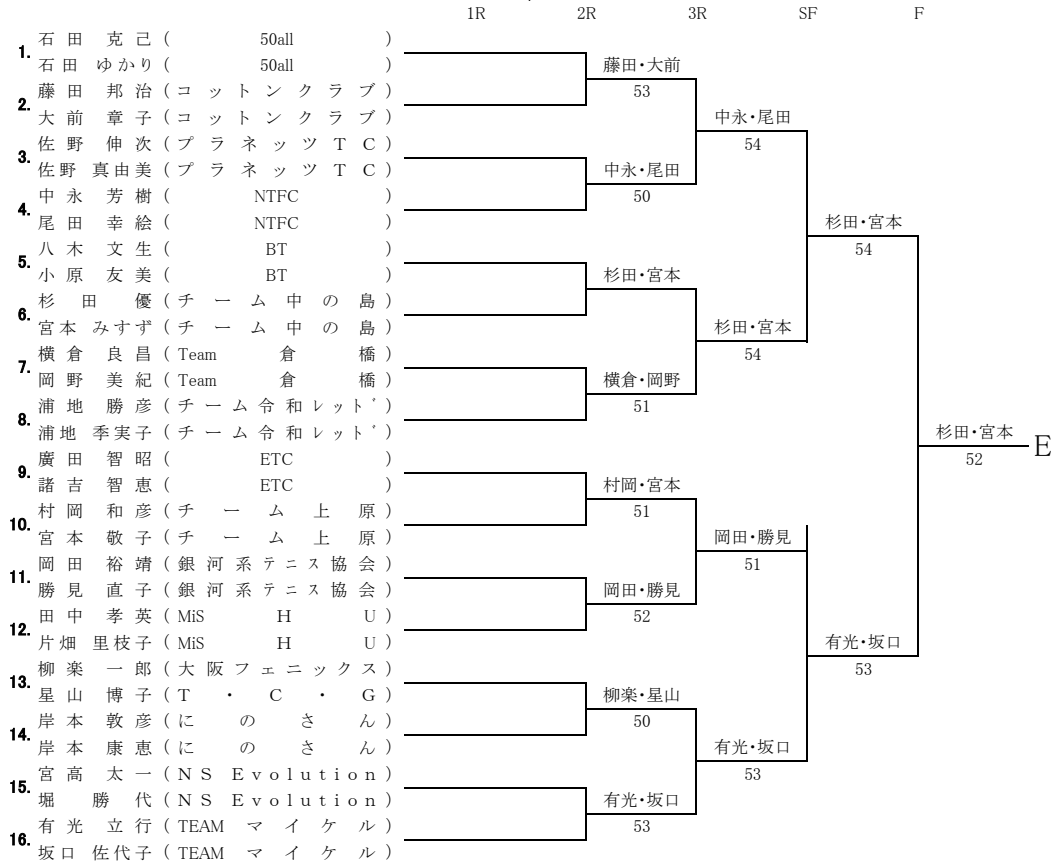 1R 2R 3R SF F
1.
石田 克己 ( 50all )
石田 ゆかり ( 50all )
2.
藤田 邦治 (コットンクラブ)
大前 章子 (コットンクラブ)
3.
佐野 伸次 (プラネッツTC)
佐野 真由美 (プラネッツTC)
4.
中永 芳樹 ( NTFC )
尾田 幸絵 ( NTFC )
5.
八木 文生 ( BT )
小原 友美 ( BT )
6.
杉田 優 (チーム中の島)
宮本 みすず (チーム中の島)
7.
横倉 良昌 ( Team 倉橋 )
岡野 美紀 ( Team 倉橋 )
8.
浦地 勝彦 (チーム令和レッド)
浦地 季実子 (チーム令和レッド)
9.
廣田 智昭 ( ETC )
諸吉 智恵 ( ETC )
10.
村岡 和彦 (チーム上原)
宮本 敬子 (チーム上原)
11.
岡田 裕靖 (銀河系テニス協会)
勝見 直子 (銀河系テニス協会)
12.
田中 孝英 ( MiS H U )
片畑 里枝子 ( MiS H U )
13.
柳楽 一郎 (大阪フェニックス)
星山 博子 (T・C・G)
14.
岸本 敦彦 (にのさん)
岸本 康恵 (にのさん)
15.
宮高 太一 (NS Evolution)
堀 勝代 (NS Evolution)
16.
有光 立行 ( TEAM マイケル )
坂口 佐代子 ( TEAM マイケル )
藤田・大前
53
中永・尾田
50
杉田・宮本
横倉・岡野
51
村岡・宮本
51
岡田・勝見
52
柳楽・星山
50
有光・坂口
53
中永・尾田
54
杉田・宮本
54
岡田・勝見
51
有光・坂口
53
杉田・宮本
54
有光・坂口
53
杉田・宮本
52
E